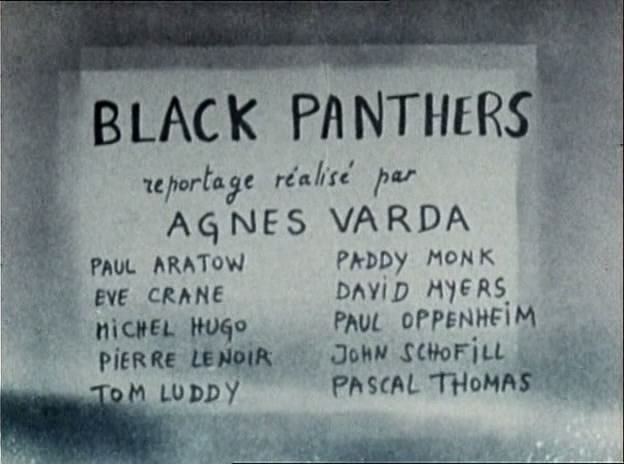 BLACK PANTHERS
reportage réalisé par
AGNES VARDA
PAUL ARATOW
EVE CRANE
MiCHEL HUGO
PiERRE LENOIR
TOM LUDDY
PADDY MONK
DAViD MYERS
PAUL OPPENHEiM
JOHN SCHOFiLL
PASCAL THOMAS